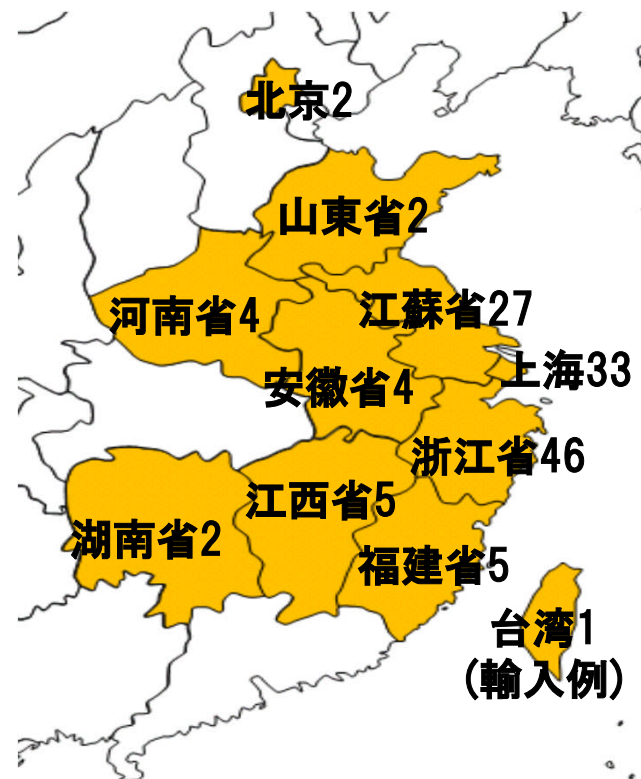 北京2
山東省2
河南省4
江蘇省27
上海33
安徽省4
浙江省46
江西省5
湖南省2
福建省5
台湾1
(輸入例)